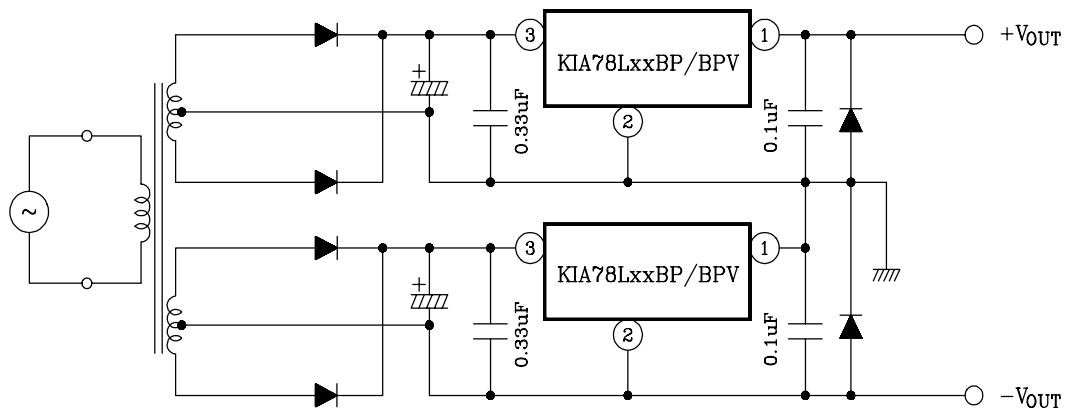 3
KIA78LxxBP/BPV
1
+VOUT
+
0.33uF
2
0.1uF
~
3
KIA78LxxBP/BPV
1
+
0.33uF
2
0.1uF
−VOUT